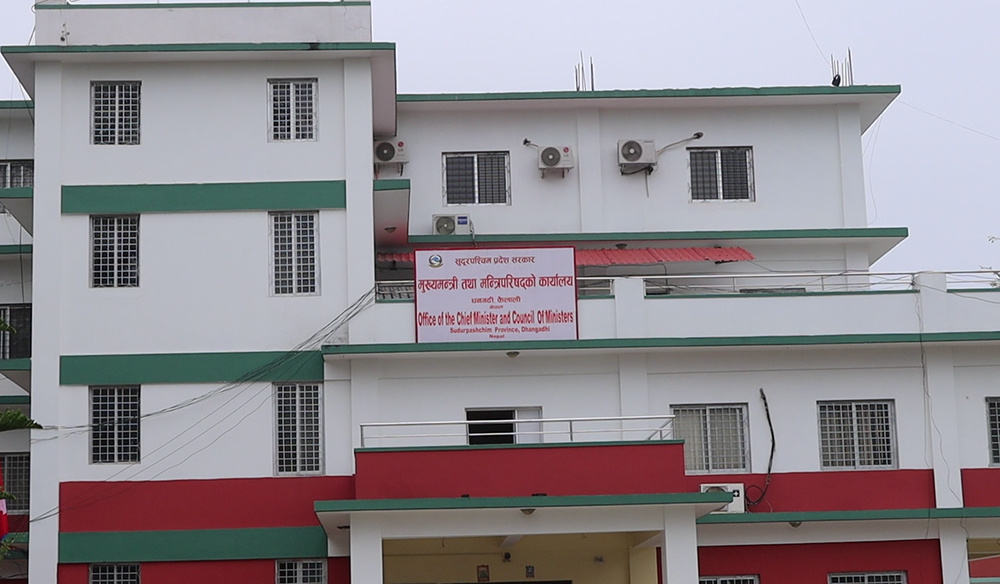 सुदूरपश्चिम प्रदेश सरकार
मुख्यमन्त्री तथा मन्त्रिपरिषद्को कार्यालय
धनगढी, कैलाली
नेपाल
Office of the Chief Minister and Council Of Ministers
Sudurpashchim Province, Dhangadhi
Nepal